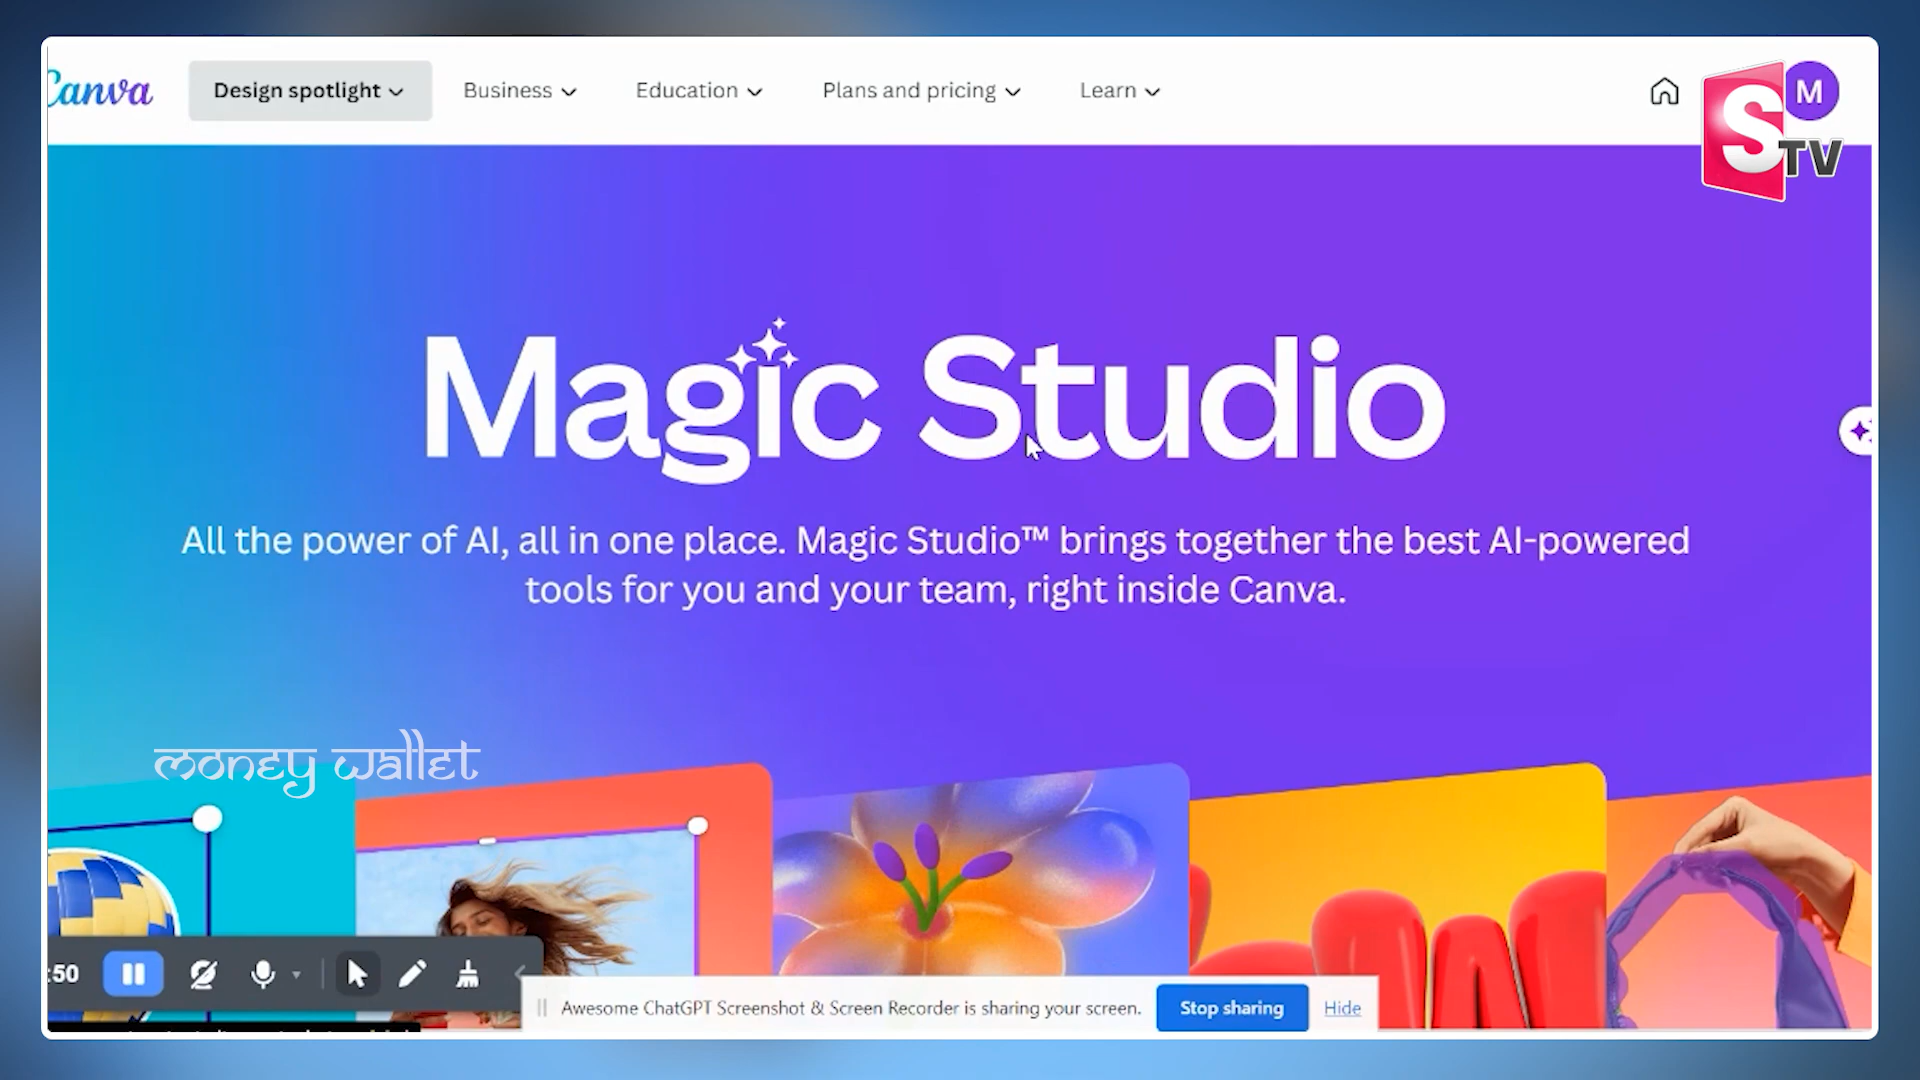 Canva
Design spotlight
Business
Education
Plans and pricing
Learn
M
S TV
Magic Studio
All the power of AI, all in one place. Magic Studio™ brings together the best AI-powered
tools for you and your team, right inside Canva.
money wallet
:50
Awesome ChatGPT Screenshot & Screen Recorder is sharing your screen.
Stop sharing
Hide